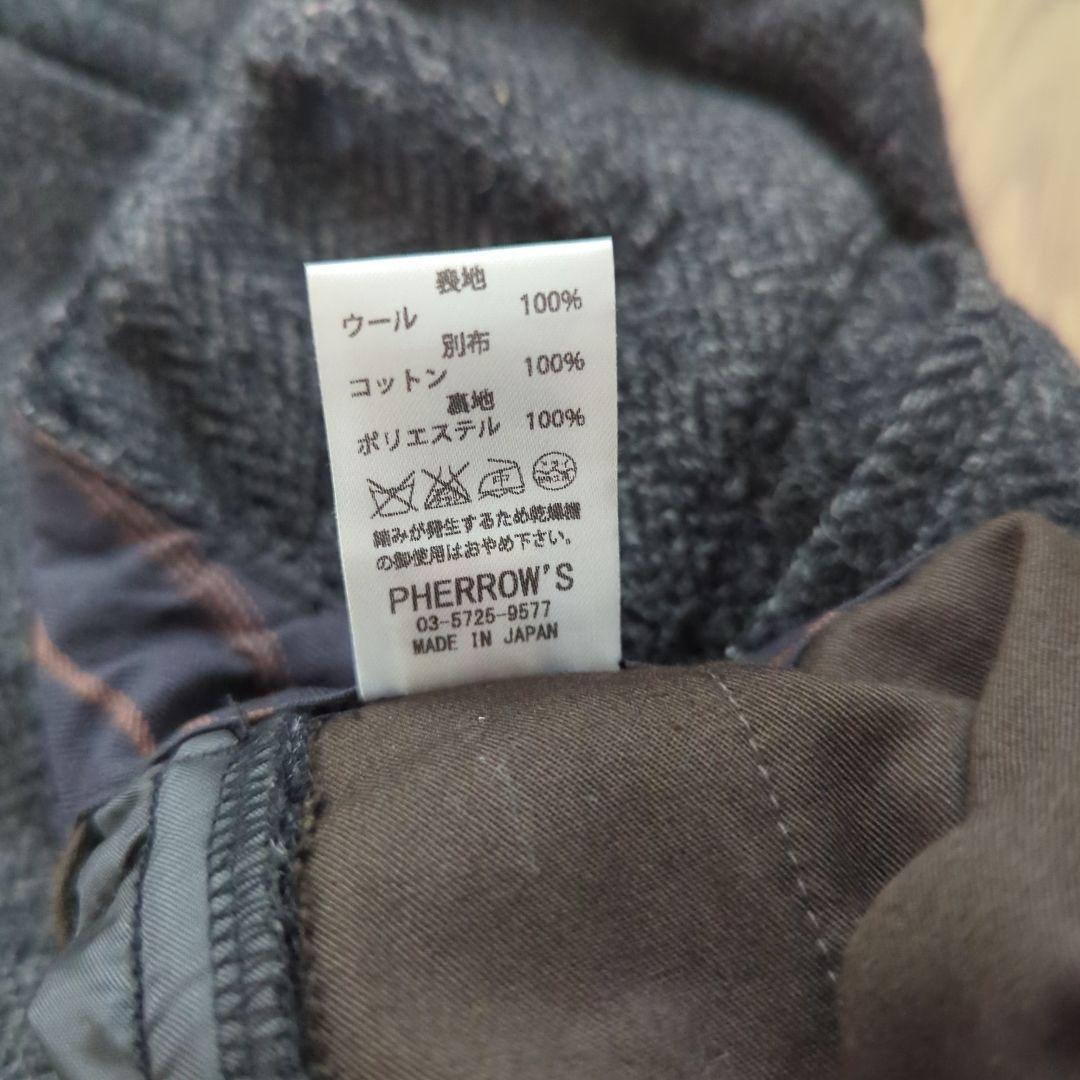 表地
ウール 100%
別布
コットン 100%
裏地
ポリエステル 100%
中
縮みが発生するため乾燥機
の御使用はおやめ下さい。
PHERROW'S
03-5725-9577
MADE IN JAPAN